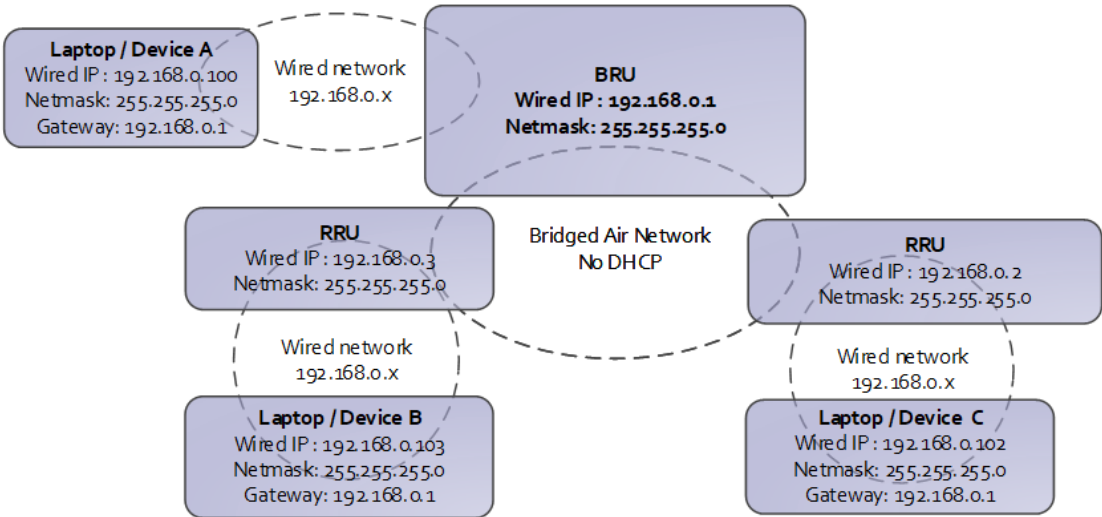 Laptop / Device A
Wired IP : 192.168.0.100
Netmask: 255.255.255.0
Gateway: 192.168.0.1
Wired network
192.168.0.x
BRU
Wired IP : 192.168.0.1
Netmask: 255.255.255.0
RRU
Wired IP : 192.168.0.3
Netmask: 255.255.255.0
Bridged Air Network
No DHCP
RRU
Wired IP : 192.168.0.2
Netmask: 255.255.255.0
Wired network
192.168.0.x
Wired network
192.168.0.x
Laptop / Device B
Wired IP : 192.168.0.103
Netmask: 255.255.255.0
Gateway: 192.168.0.1
Laptop / Device C
Wired IP : 192.168.0.102
Netmask: 255.255.255.0
Gateway: 192.168.0.1